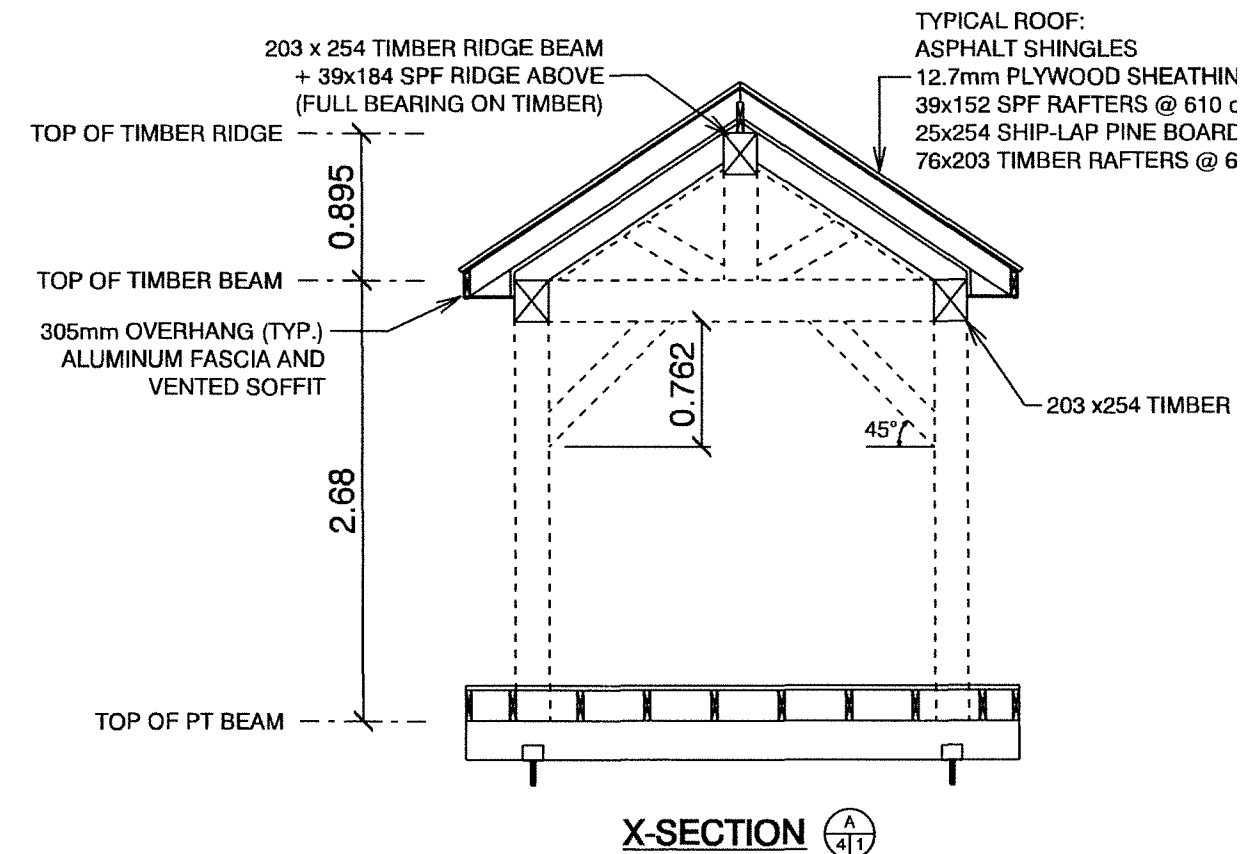 203 x 254 TIMBER RIDGE BEAM
+ 39x184 SPF RIDGE ABOVE
(FULL BEARING ON TIMBER)
TYPICAL ROOF:
ASPHALT SHINGLES
12.7mm PLYWOOD SHEATHIN
39x152 SPF RAFTERS @ 610 o
25x254 SHIP-LAP PINE BOARD
76x203 TIMBER RAFTERS @ 6
TOP OF TIMBER RIDGE
0.895
TOP OF TIMBER BEAM
305mm OVERHANG (TYP.)
ALUMINUM FASCIA AND
VENTED SOFFIT
0.762
45°
203 x254 TIMBER
2.68
TOP OF PT BEAM
X-SECTION
A
4 1